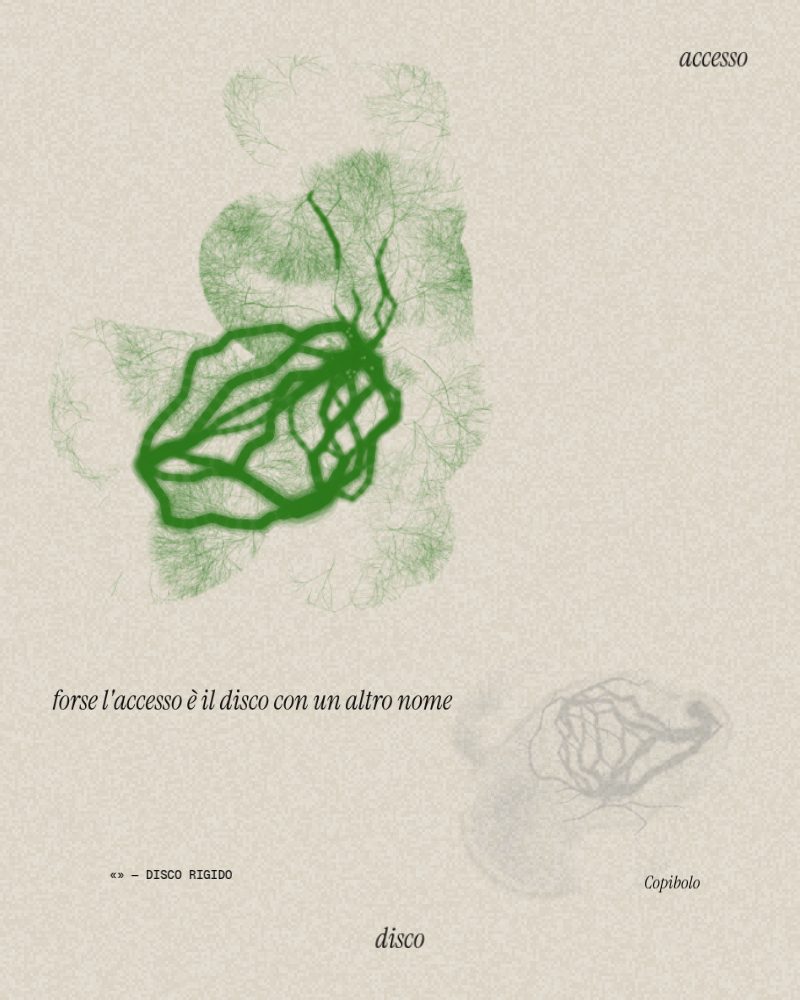 accesso
forse l'accesso è il disco con un altro nome
«» — DISCO RIGIDO
Copibolo
disco